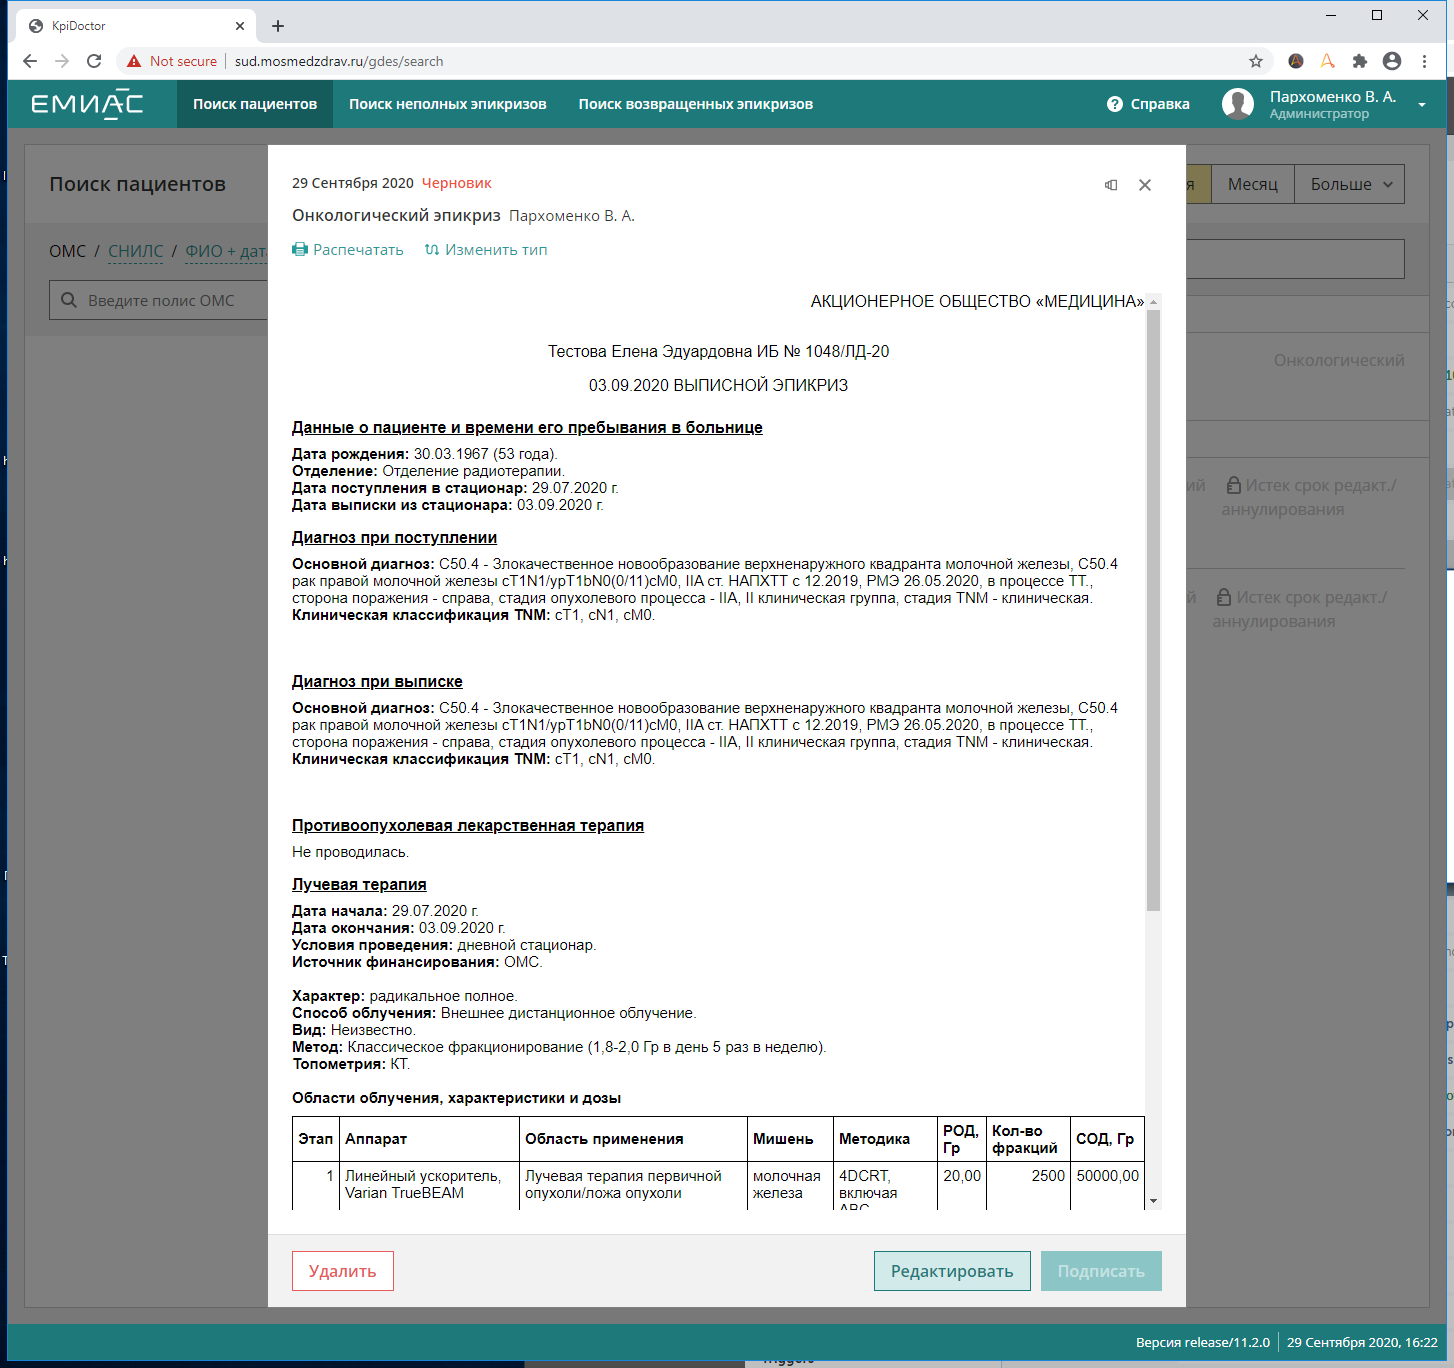 KpiDoctor
Not secure
sud.mosmedzdrav.ru/gdes/search
ЕМИАС
Поиск пациентов
Поиск неполных эпикризов
Поиск возвращенных эпикризов
Справка
Пархоменко В. А.
Администратор
Поиск пациентов
Месяц
Больше
ОМС / СНИЛС / ФИО + дат
Введите полис ОМС
Онкологический
ий Истек срок редакт./
аннулирования
й Истек срок редакт./
аннулирования
29 Сентября 2020 Черновик
Онкологический эпикриз Пархоменко В. А.
Распечатать Изменить тип
АКЦИОНЕРНОЕ ОБЩЕСТВО «МЕДИЦИНА»
Тестова Елена Эдуардовна ИБ № 1048/ЛД-20
03.09.2020 ВЫПИСНОЙ ЭПИКРИЗ
Данные о пациенте и времени его пребывания в больнице
Дата рождения: 30.03.1967 (53 года).
Отделение: Отделение радиотерапии.
Дата поступления в стационар: 29.07.2020 г.
Дата выписки из стационара: 03.09.2020 г.
Диагноз при поступлении
Основной диагноз: C50.4 - Злокачественное новообразование верхненаружного квадранта молочной железы, C50.4
рак правой молочной железы cT1N1/ypT1bN0(0/11)cM0, IIA ст. НАПХТТ с 12.2019, РМЭ 26.05.2020, в процессе ТТ.,
сторона поражения - справа, стадия опухолевого процесса - IIA, II клиническая группа, стадия TNM - клиническая.
Клиническая классификация TNM: cT1, cN1, cM0.
Диагноз при выписке
Основной диагноз: C50.4 - Злокачественное новообразование верхненаружного квадранта молочной железы, C50.4
рак правой молочной железы cT1N1/ypT1bN0(0/11)cM0, IIA ст. НАПХТТ с 12.2019, РМЭ 26.05.2020, в процессе ТТ.,
сторона поражения - справа, стадия опухолевого процесса - IIA, II клиническая группа, стадия TNM - клиническая.
Клиническая классификация TNM: cT1, cN1, cM0.
Противоопухолевая лекарственная терапия
Не проводилась.
Лучевая терапия
Дата начала: 29.07.2020 г.
Дата окончания: 03.09.2020 г.
Условия проведения: дневной стационар.
Источник финансирования: ОМС.
Характер: радикальное полное.
Способ облучения: Внешнее дистанционное облучение.
Вид: Неизвестно.
Метод: Классическое фракционирование (1,8-2,0 Гр в день 5 раз в неделю).
Топометрия: КТ.
Области облучения, характеристики и дозы
Этап Аппарат Область применения Мишень Методика РОД, Гр Кол-во фракций СОД, Гр
1 Линейный ускоритель, Лучевая терапия первичной молочная 4DCRT, 20,00 2500 50000,00
Varian TrueBEAM опухоли/ложа опухоли железа включая
ABC
Удалить
Редактировать
Подписать
Версия release/11.2.0 29 Сентября 2020, 16:22
Triggers